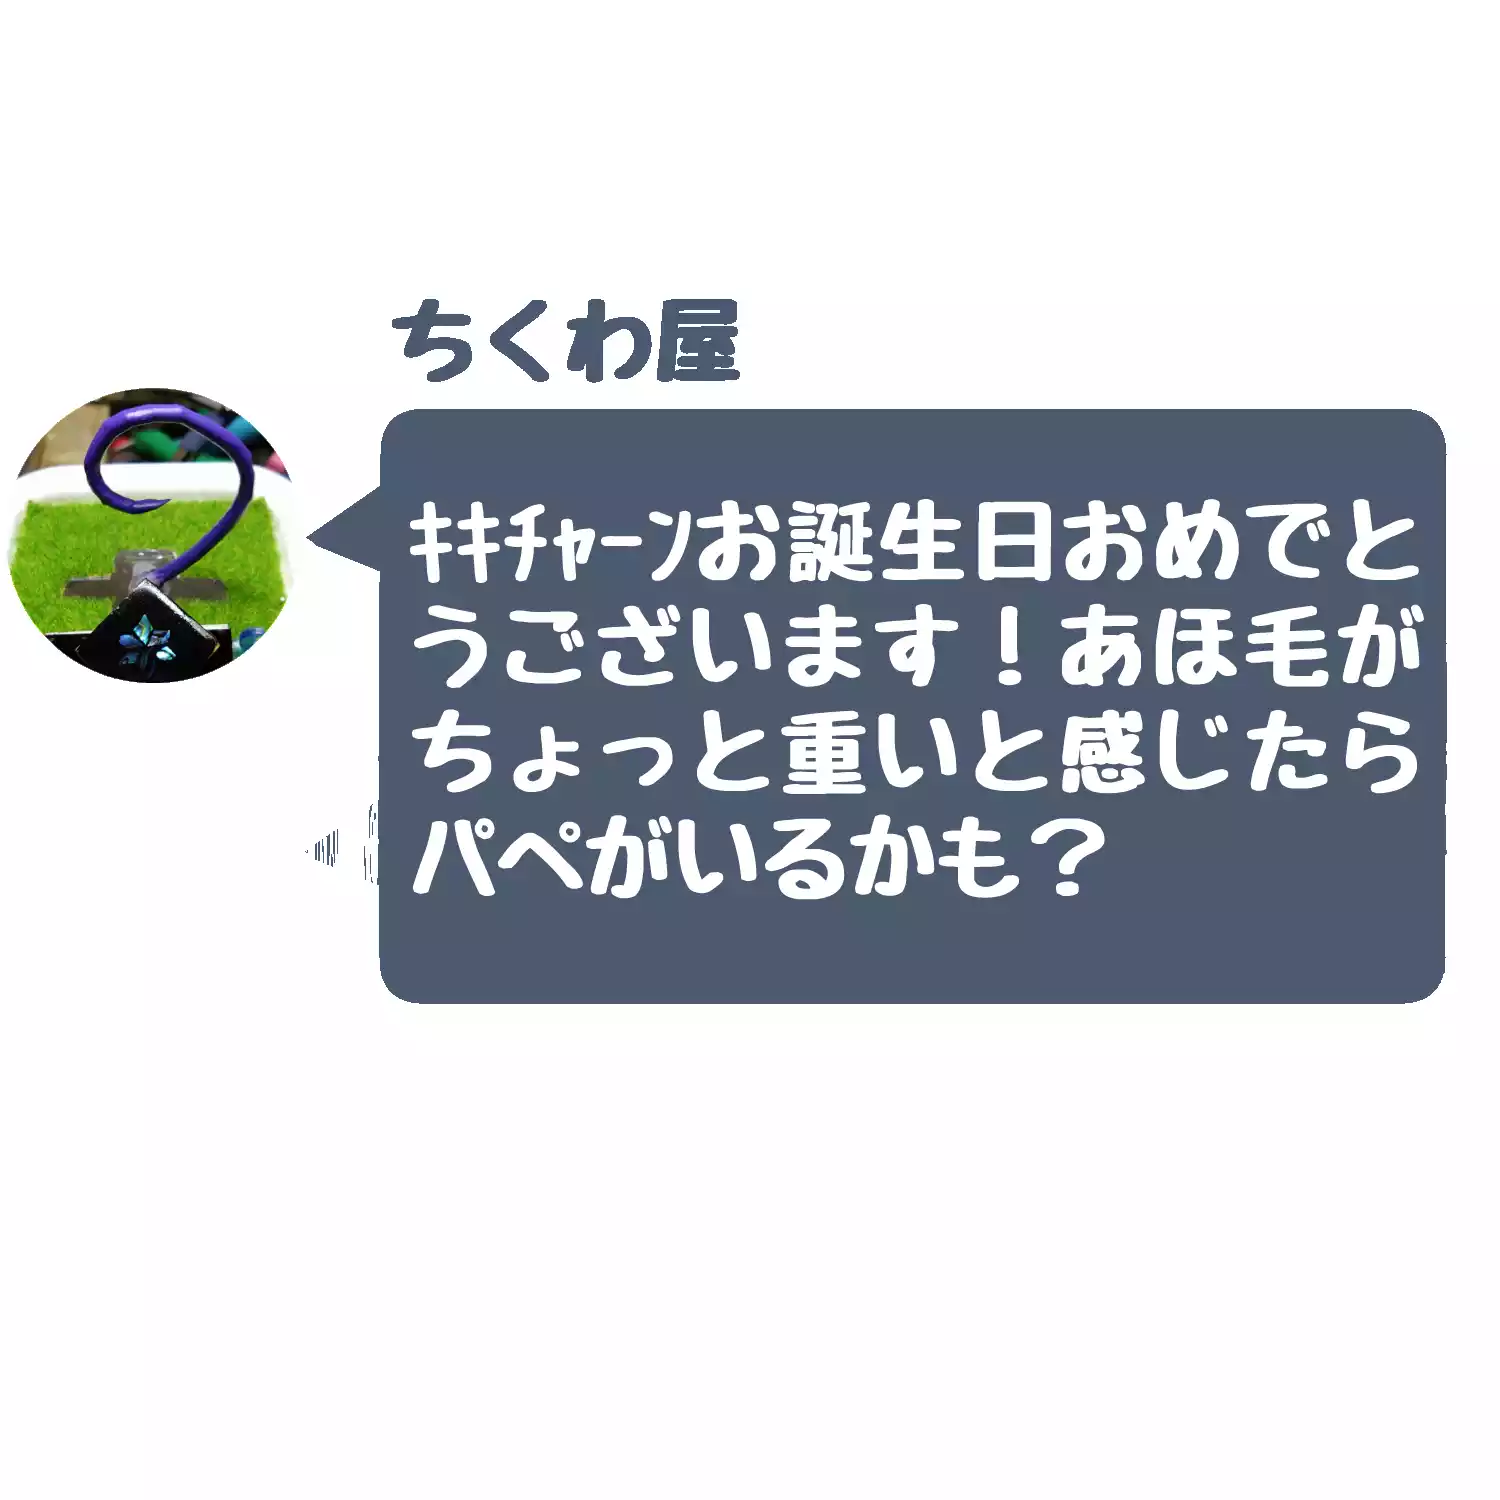 ちくわ屋
ｷｷﾁｬｰﾝお誕生日おめでと
うございます！あほ毛が
ちょっと重いと感じたら
パペがいるかも？